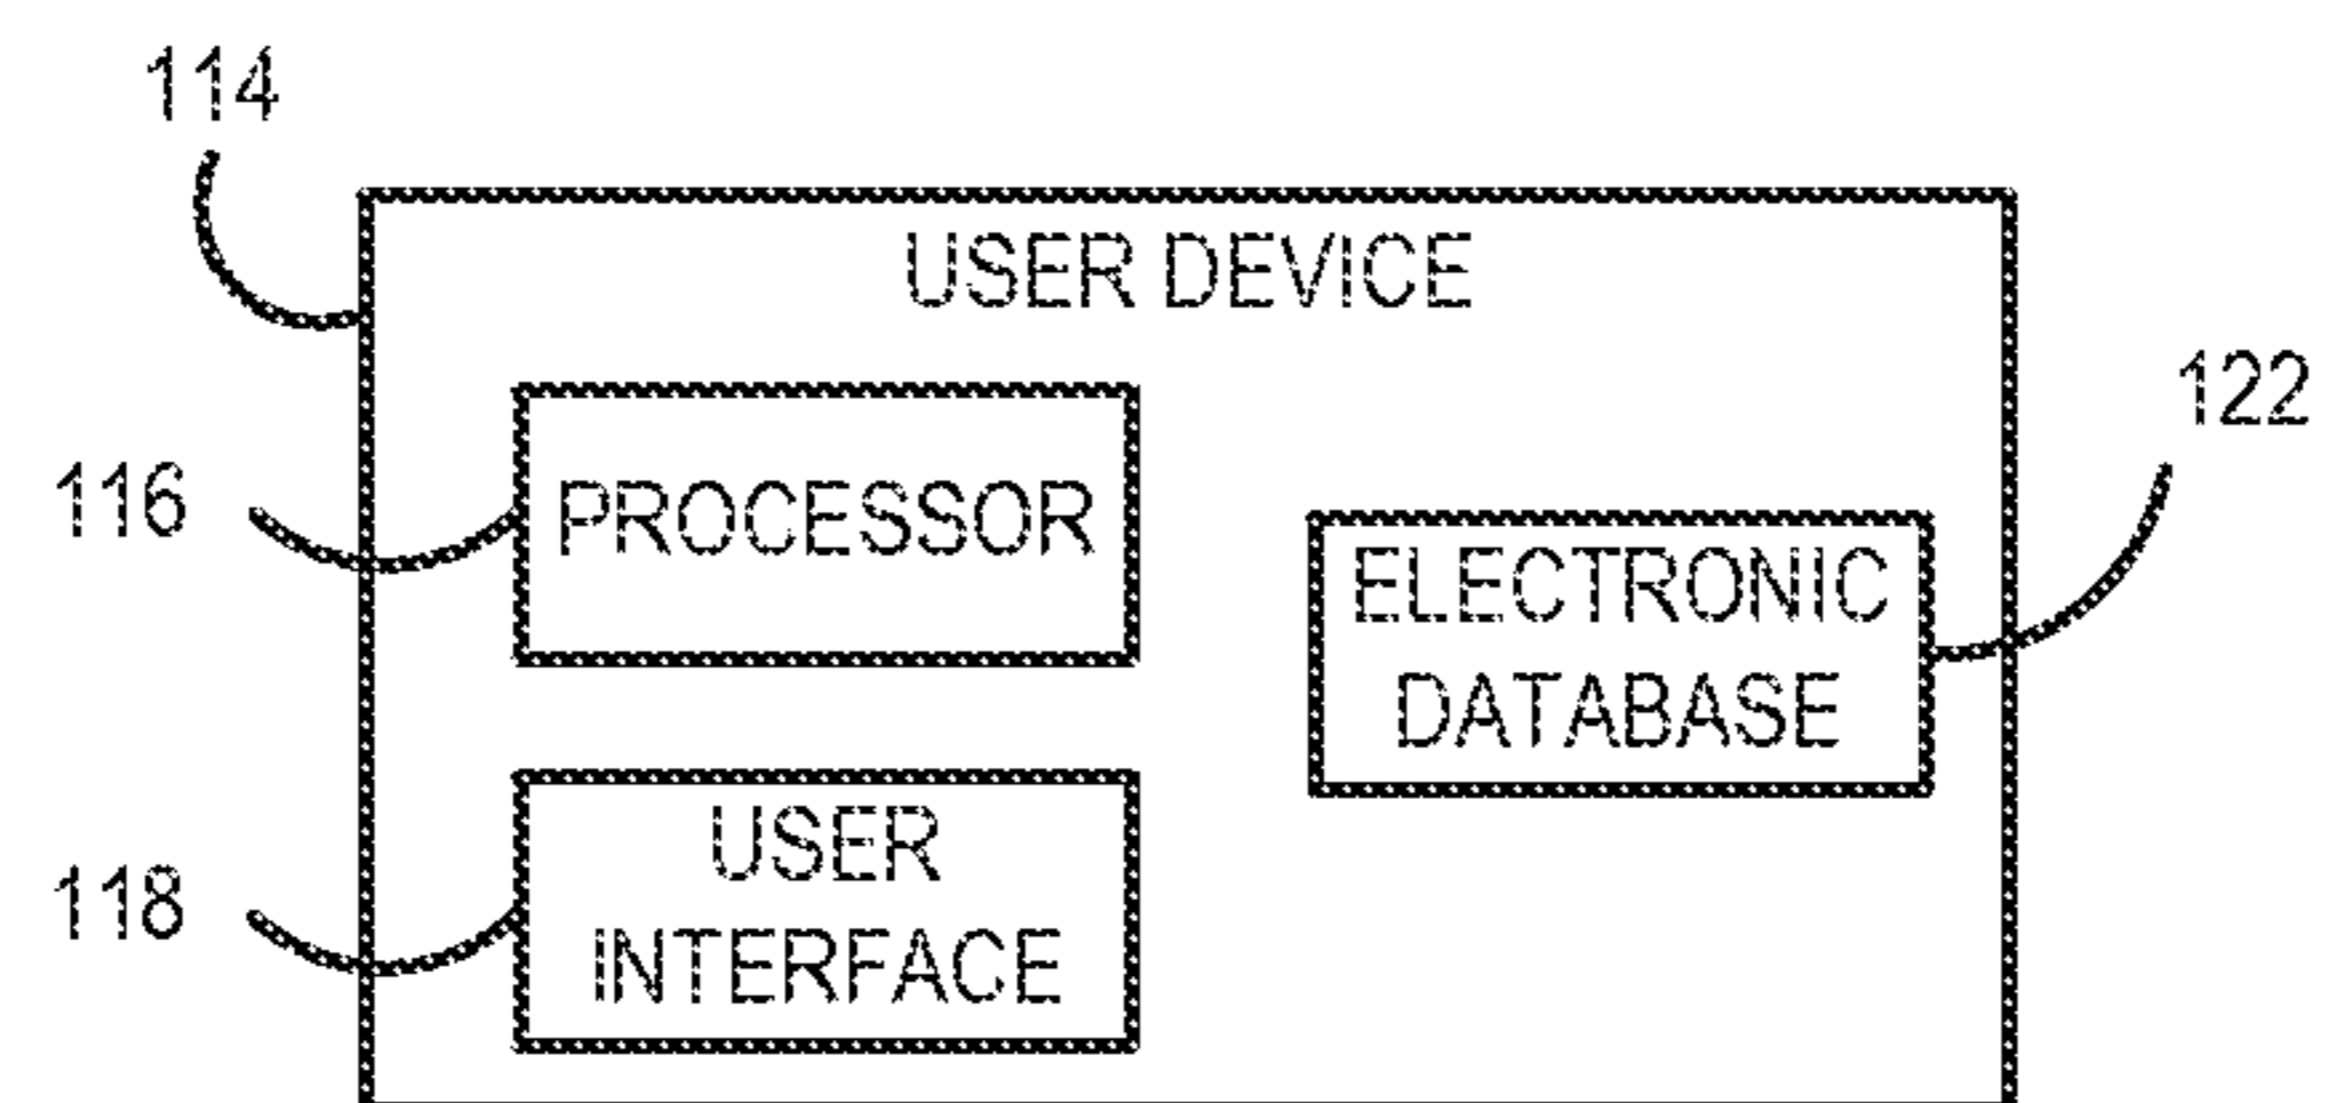 114
USER DEVICE
122
116
PROCESSOR
ELECTRONIC
DATABASE
USER
INTERFACE
118